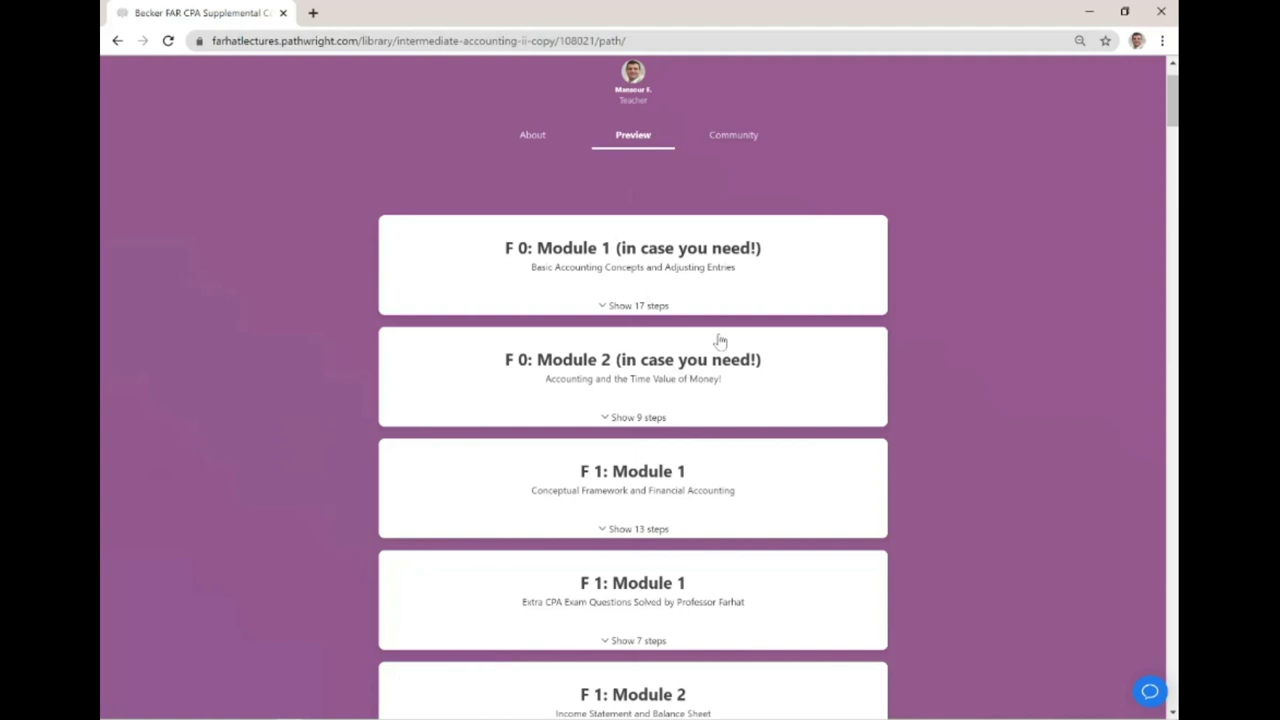 Becker FAR CPA Supplemental Co
farhatlectures.pathwright.com/library/intermediate-accounting-ii-copy/108021/path/
Mansour F.
Teacher
About Preview Community
F 0: Module 1 (in case you need!)
Basic Accounting Concepts and Adjusting Entries
Show 17 steps
F 0: Module 2 (in case you need!)
Accounting and the Time Value of Money!
Show 9 steps
F 1: Module 1
Conceptual Framework and Financial Accounting
Show 13 steps
F 1: Module 1
Extra CPA Exam Questions Solved by Professor Farhat
Show 7 steps
F 1: Module 2
Income Statement and Balance Sheet